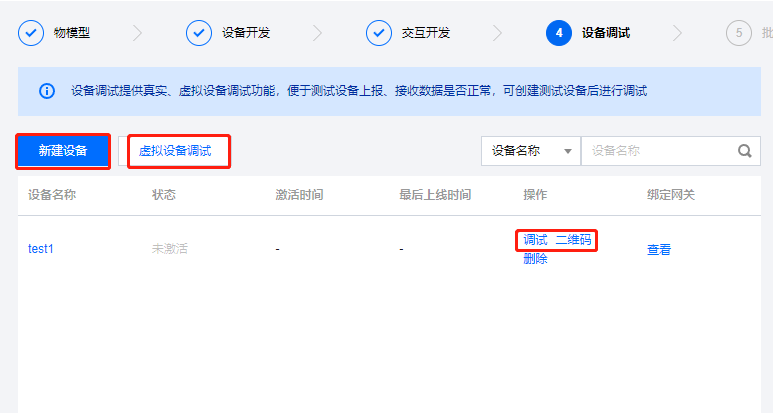 物模型 设备开发 交互开发 4 设备调试 5 批
设备调试提供真实、虚拟设备调试功能，便于测试设备上报、接收数据是否正常，可创建测试设备后进行调试
新建设备 虚拟设备调试 设备名称 设备名称
设备名称 状态 激活时间 最后上线时间 操作 绑定网关
test1 未激活 - - 调试 二维码 查看
删除